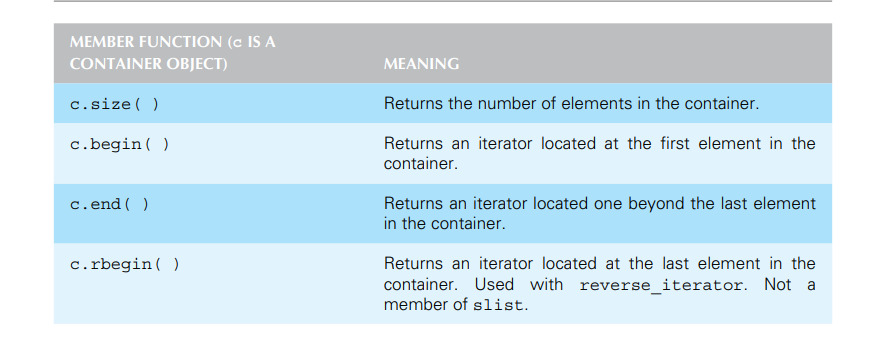 MEMBER FUNCTION (c IS A
CONTAINER OBJECT) MEANING
c.size( ) Returns the number of elements in the container.
c.begin( ) Returns an iterator located at the first element in the
container.
c.end( ) Returns an iterator located one beyond the last element
in the container.
c.rbegin( ) Returns an iterator located at the last element in the
container. Used with reverse_iterator. Not a
member of slist.